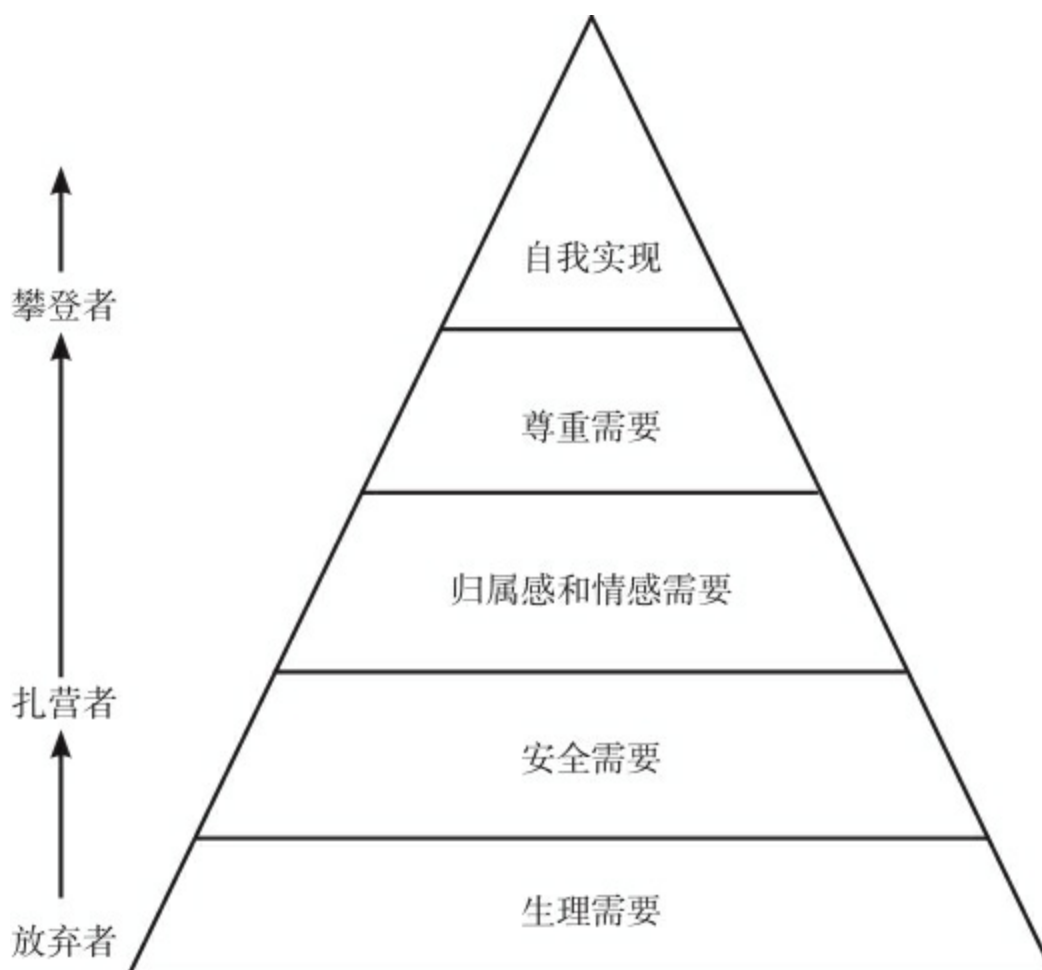 自我实现
攀登者
尊重需要
归属感和情感需要
扎营者
安全需要
生理需要
放弃者